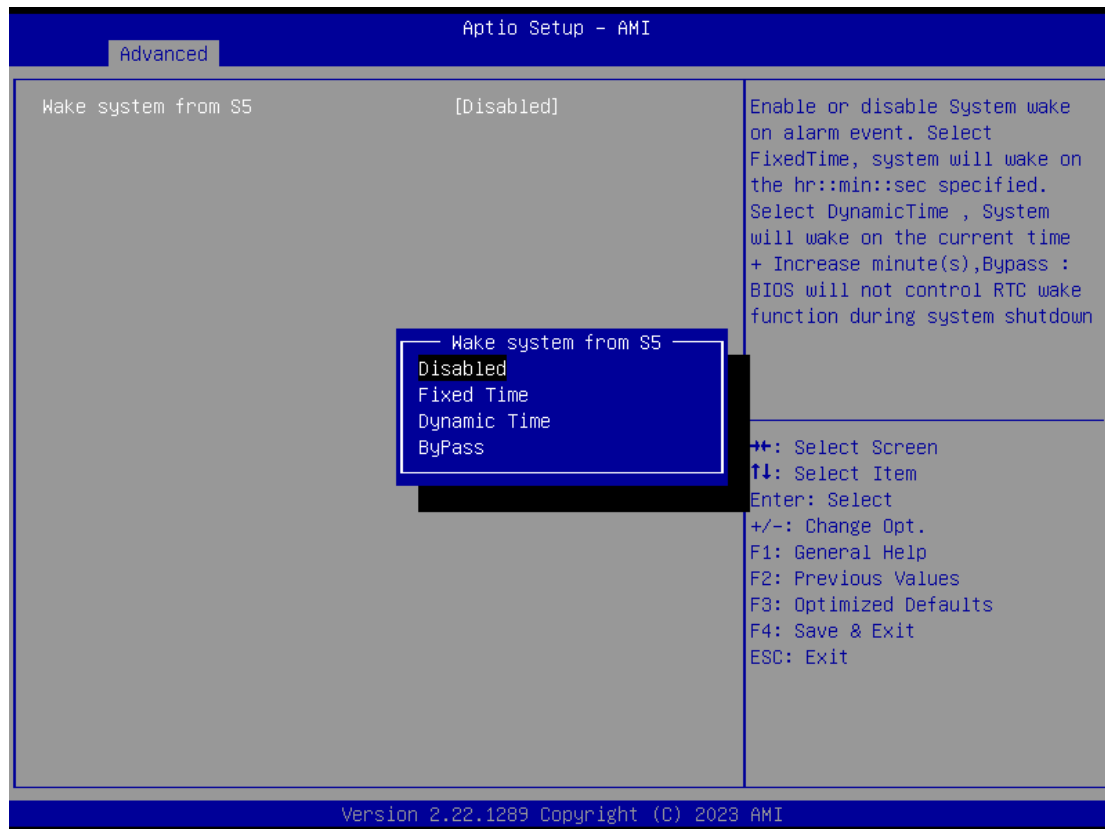 Aptio Setup – AMI
Advanced
Wake system from S5 [Disabled]
Enable or disable System wake
on alarm event. Select
FixedTime, system will wake on
the hr::min::sec specified.
Select DynamicTime , System
will wake on the current time
+ Increase minute(s),Bypass :
BIOS will not control RTC wake
function during system shutdown
Wake system from S5
Disabled
Fixed Time
Dynamic Time
ByPass
→←: Select Screen
↑↓: Select Item
Enter: Select
+/-: Change Opt.
F1: General Help
F2: Previous Values
F3: Optimized Defaults
F4: Save & Exit
ESC: Exit
Version 2.22.1289 Copyright (C) 2023 AMI